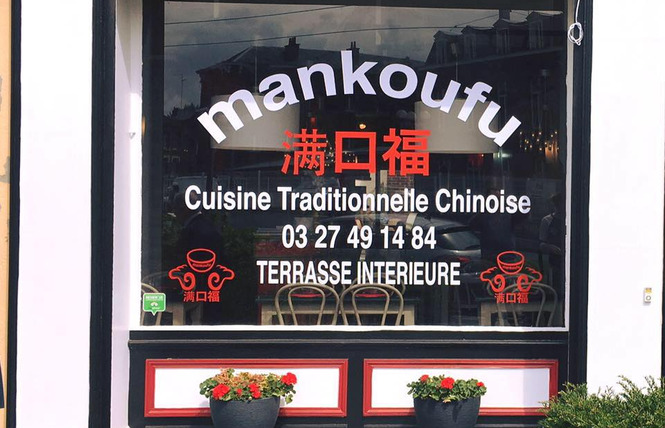 mankoufu
满口福
Cuisine Traditionnelle Chinoise
03 27 49 14 84
TERRASSE INTERIEURE
满口福
满口福